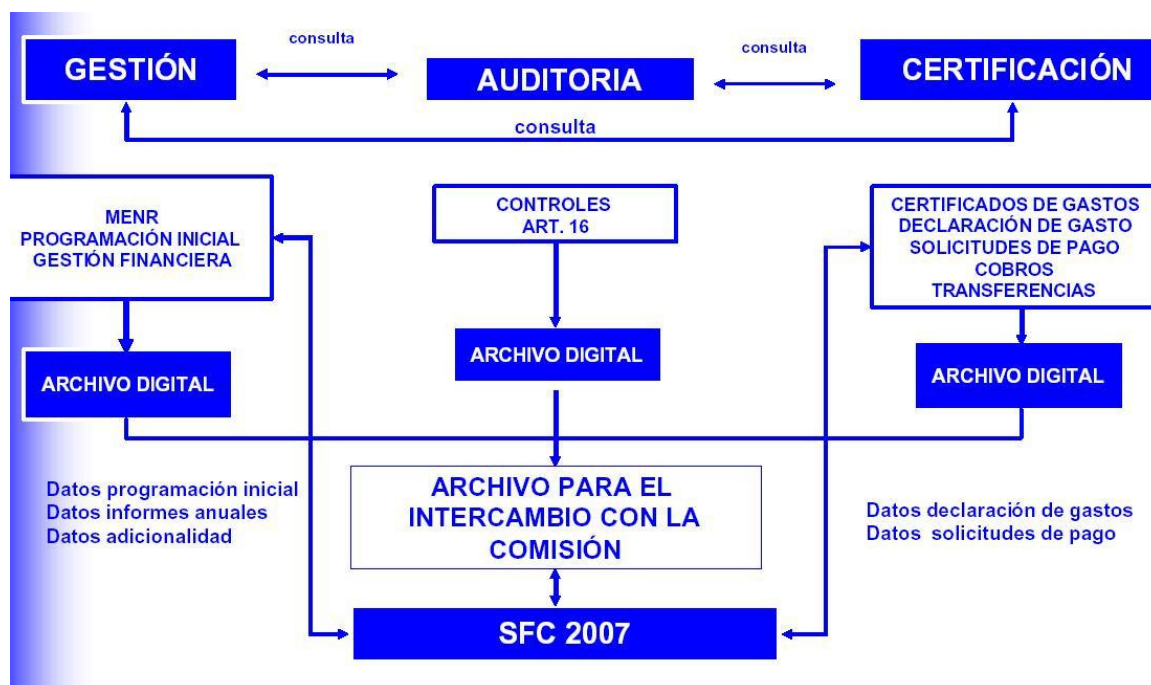 consulta
consulta
GESTIÓN
AUDITORIA
CERTIFICACIÓN
consulta
MENR
PROGRAMACIÓN INICIAL
GESTIÓN FINANCIERA
CONTROLES
ART. 16
CERTIFICADOS DE GASTOS
DECLARACIÓN DE GASTO
SOLICITUDES DE PAGO
COBROS
TRANSFERENCIAS
ARCHIVO DIGITAL
ARCHIVO DIGITAL
ARCHIVO DIGITAL
Datos programación inicial
Datos informes anuales
Datos adicionalidad
ARCHIVO PARA EL
INTERCAMBIO CON LA
COMISIÓN
Datos declaración de gastos
Datos solicitudes de pago
SFC 2007